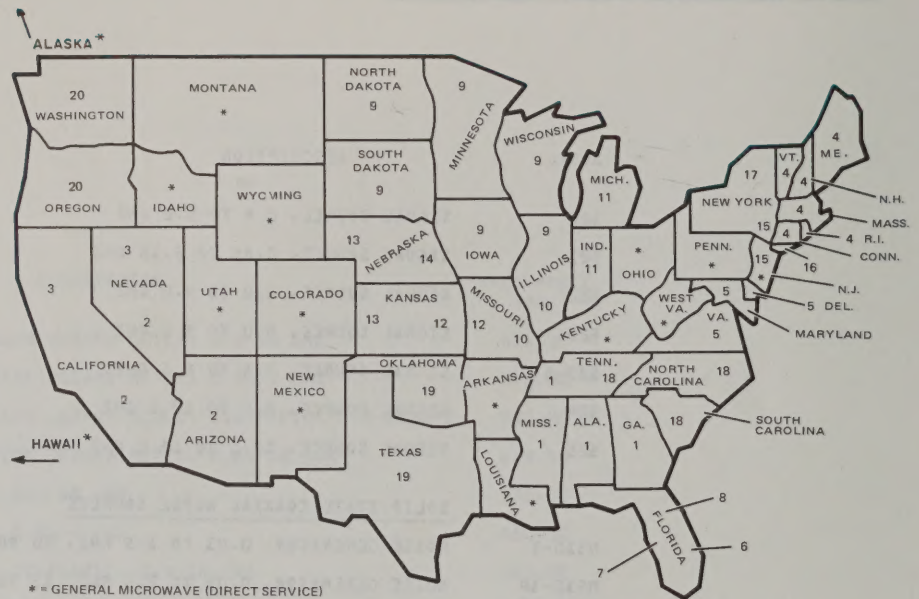 ALASKA*
20
WASHINGTON
MONTANA
*
NORTH
DAKOTA
9
9
MINNESOTA
WISCONSIN
9
MICH.
11
17
NEW YORK
15
VT.
4
4
ME.
4
N.H.
4
MASS.
4
4 R.I.
CONN.
16
20
OREGON
*
IDAHO
WYOMING
*
SOUTH
DAKOTA
9
13
NEBRASKA
14
9
IOWA
9
ILLINOIS
10
IND.
11
*
OHIO
PENN.
*
15
*
N.J.
5
5 DEL.
MARYLAND
3
CALIFORNIA
2
3
NEVADA
2
UTAH
*
COLORADO
*
KANSAS
13
12
MISSOURI
12
10
KENTUCKY
*
WEST
VA.
*
VA.
5
2
ARIZONA
NEW
MEXICO
OKLAHOMA
19
ARKANSAS
*
1
TENN.
18
NORTH
CAROLINA
18
18
SOUTH
CAROLINA
HAWAII*
TEXAS
19
LOUISIANA
*
MISS.
1
ALA.
1
GA.
1
8
FLORIDA
6
7
* = GENERAL MICROWAVE (DIRECT SERVICE)